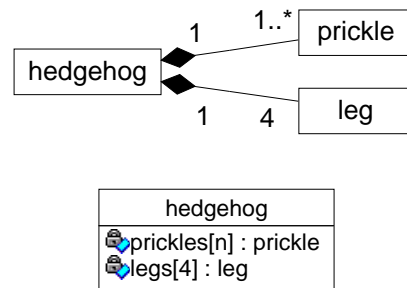 1
1..*
prickle
hedgehog
1
4
leg
hedgehog
prickles[n] : prickle
legs[4] : leg